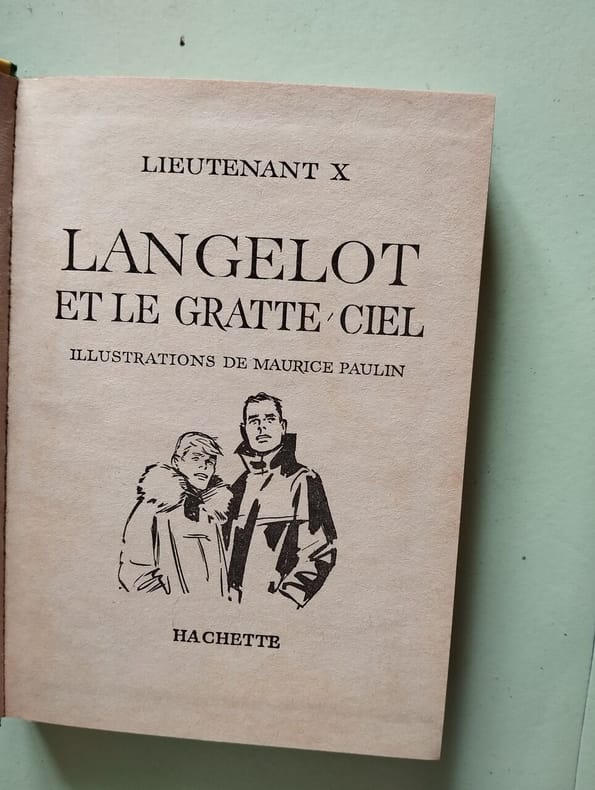 LIEUTENANT X
LANGELOT
ET LE GRATTE-CIEL
ILLUSTRATIONS DE MAURICE PAULIN
HACHETTE